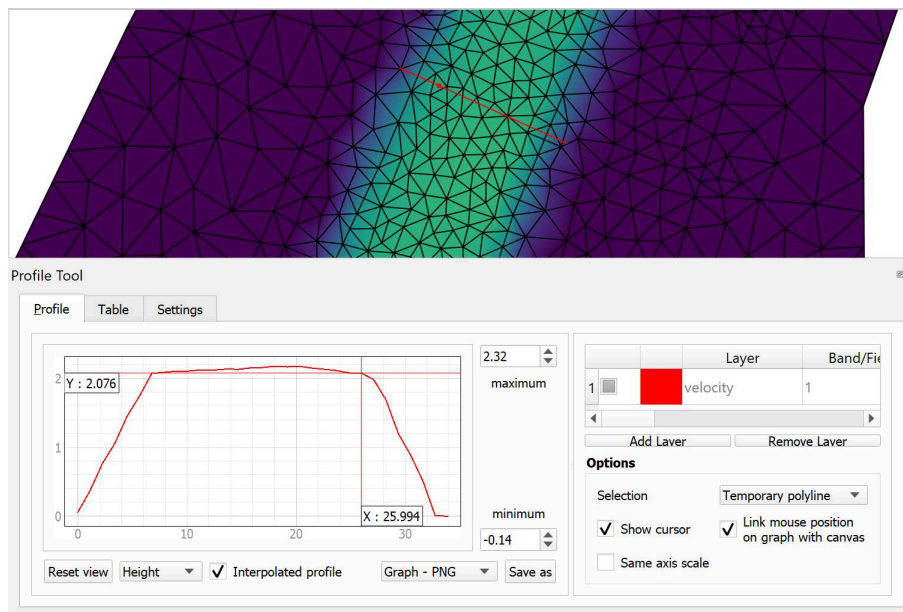 Profile Tool
Profile Table Settings
2.32
maximum
Y : 2.076
X : 25.994
2
1
0
0 10 20 30
minimum
-0.14
Reset view Height Interpolated profile Graph - PNG Save as
Layer Band/Fie
1 velocity 1
Add Layer Remove Layer
Options
Selection Temporary polyline
Show cursor Link mouse position
on graph with canvas
Same axis scale